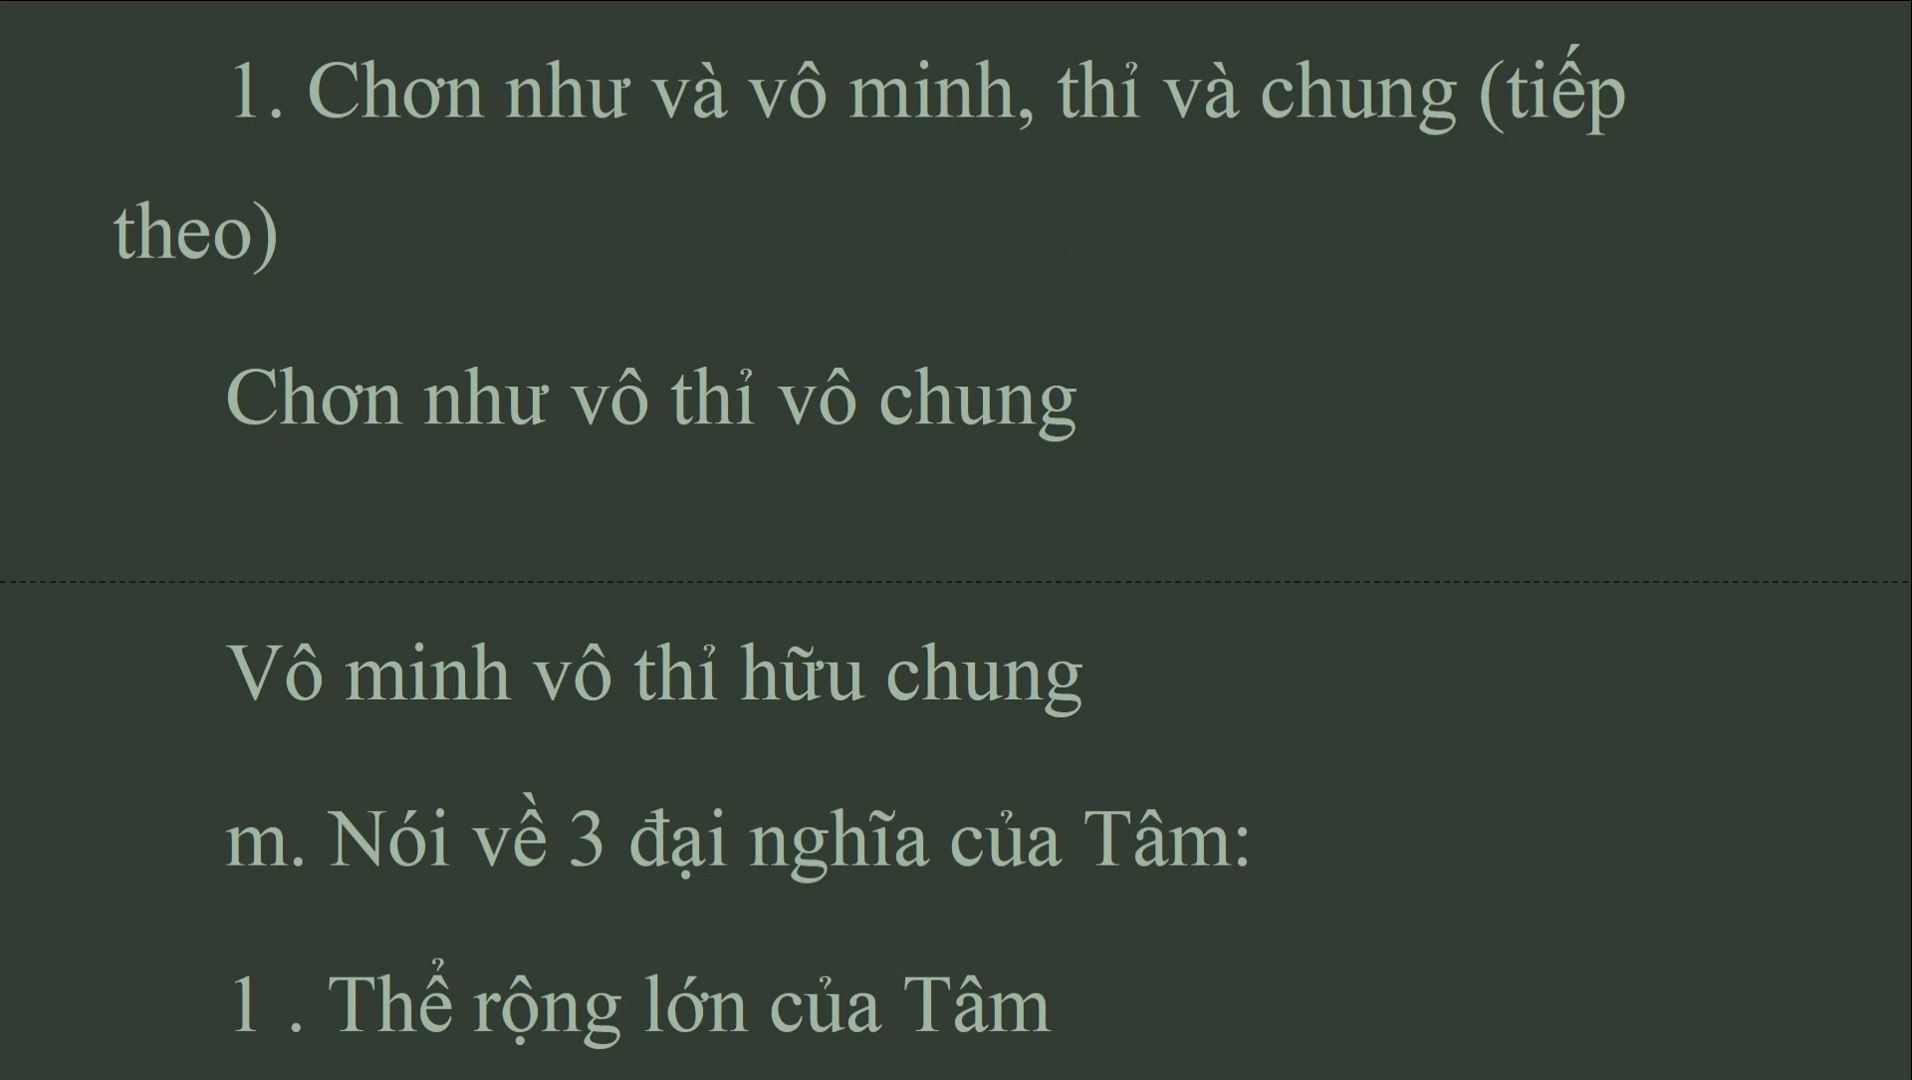 1. Chơn như và vô minh, thỉ và chung (tiếp
theo)
Chơn như vô thỉ vô chung
Vô minh vô thỉ hữu chung
m. Nói về 3 đại nghĩa của Tâm:
1 . Thể rộng lớn của Tâm